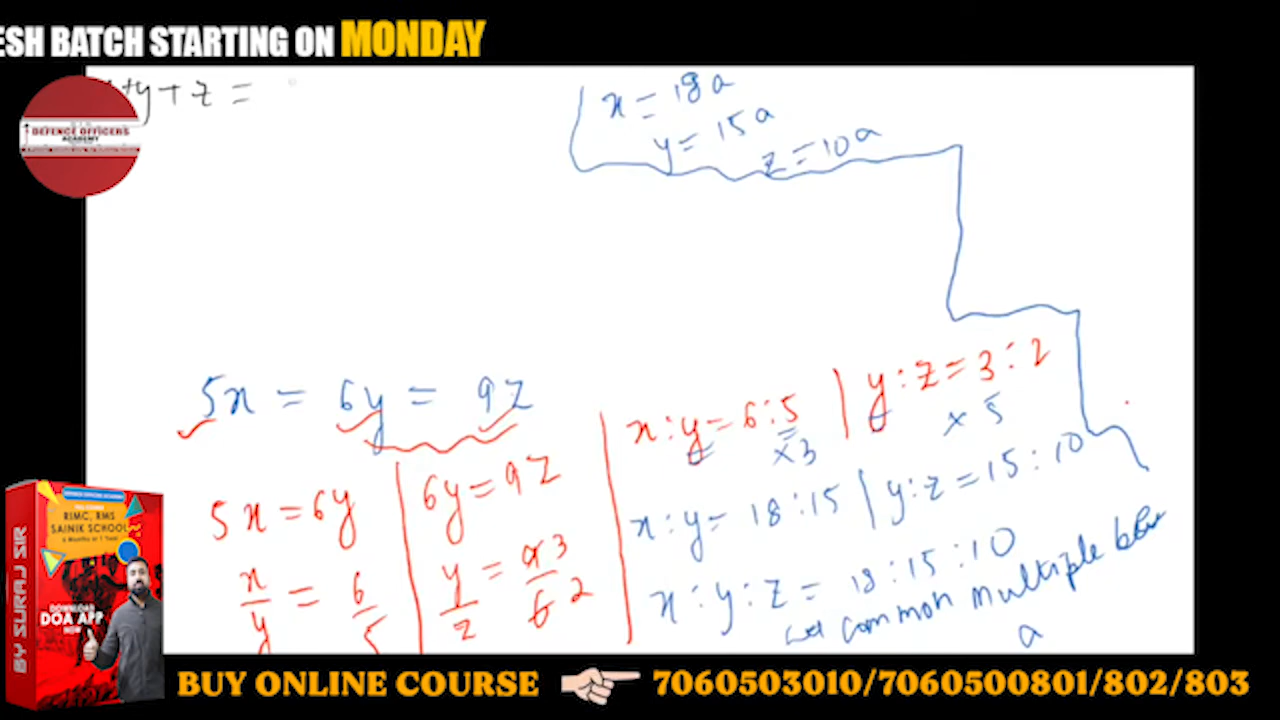 ESH BATCH STARTING ON MONDAY
+y+z =
x = 18a
y = 15a
z = 10a
DEFENCE OFFICERS
ACADEMY
5x = 6y = 9z
x:y = 6:5
×3
y:z = 3:2
×5
5x = 6y
6y = 9z
x:y = 18:15
y:z = 15:10
x/y = 6/5
y/z = 9 3/6 2
x:y:z = 18:15:10
common multiple be
a
RIMC, RMS
SAINIK SCHOOL
DOWNLOAD
DOA APP
NOW
BY SURAJ SIR
BUY ONLINE COURSE 7060503010/7060500801/802/803